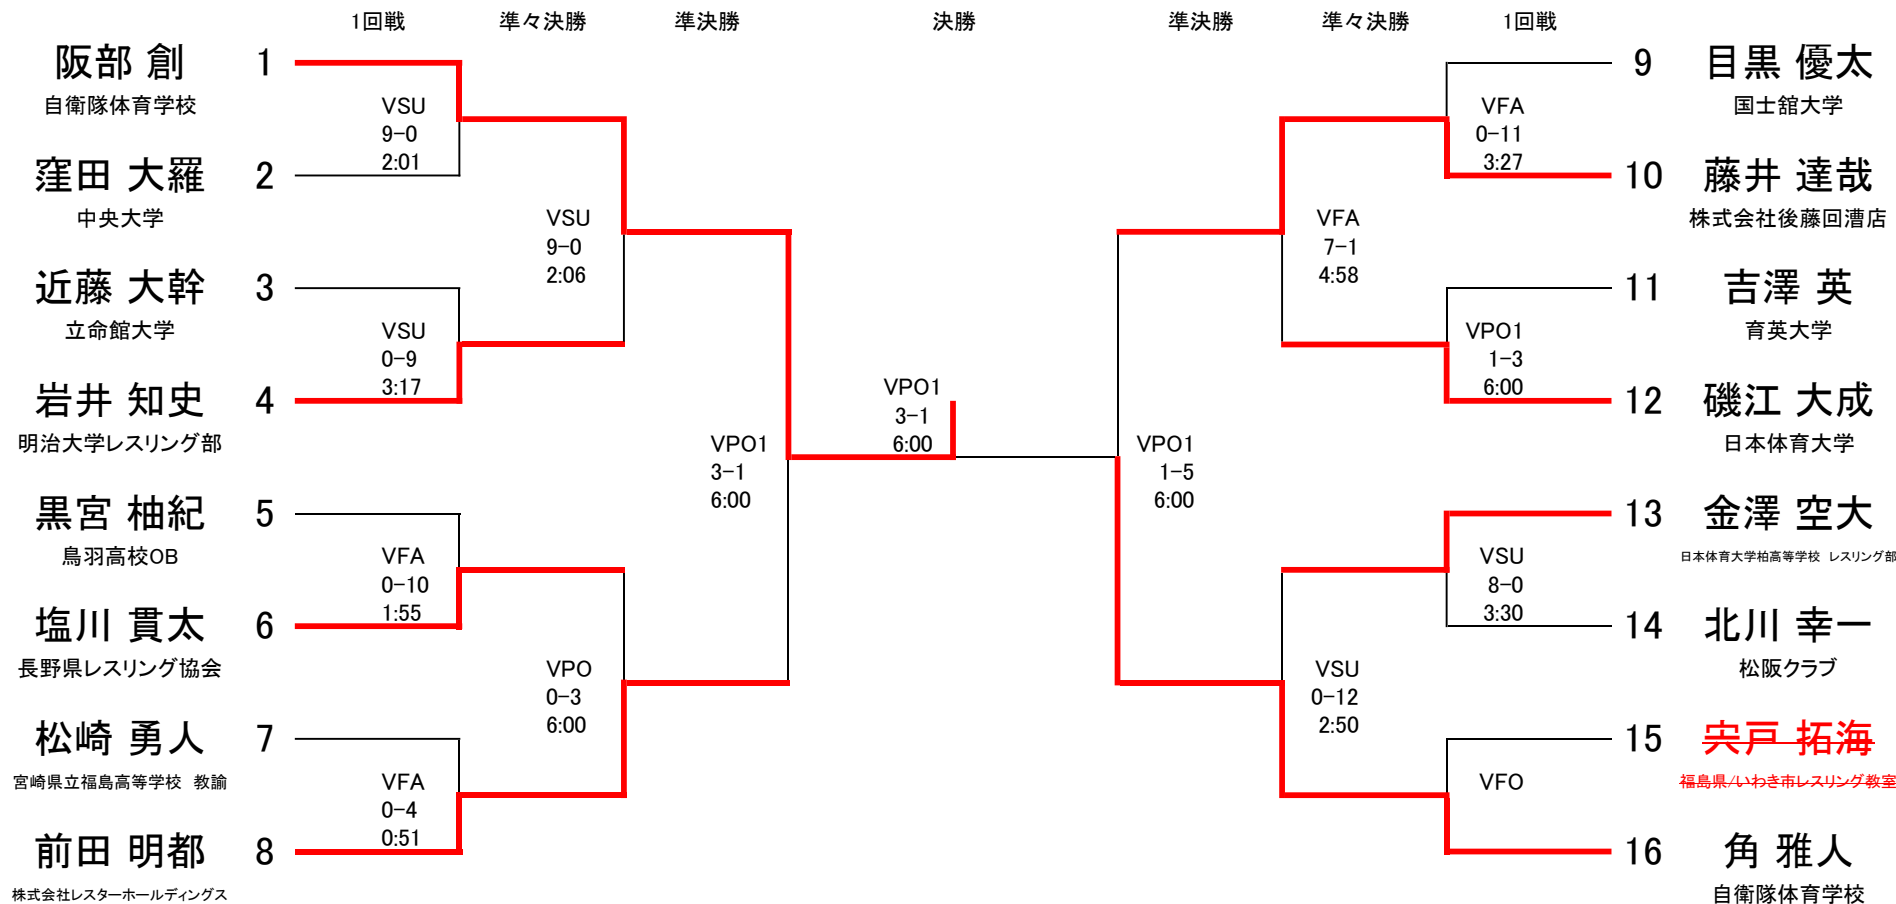 1回戦 準々決勝 準決勝 決勝 準決勝 準々決勝 1回戦
阪部 創 1
自衛隊体育学校
VSU
9-0
2:01
窪田 大羅 2
中央大学
VSU
9-0
2:06
近藤 大幹 3
立命館大学
VSU
0-9
3:17
岩井 知史 4
明治大学レスリング部
VPO1
3-1
6:00
黒宮 柚紀 5
鳥羽高校OB
VFA
0-10
1:55
塩川 貫太 6
長野県レスリング協会
VPO
0-3
6:00
松崎 勇人 7
宮崎県立福島高等学校 教諭
VFA
0-4
0:51
前田 明都 8
株式会社レスターホールディングス
VPO1
3-1
6:00
9 目黒 優太
国士舘大学
VFA
0-11
3:27
10 藤井 達哉
株式会社後藤回漕店
VFA
7-1
4:58
11 吉澤 英
育英大学
VPO1
1-3
6:00
12 磯江 大成
日本体育大学
VPO1
1-5
6:00
13 金澤 空大
日本体育大学柏高等学校 レスリング部
VSU
8-0
3:30
14 北川 幸一
松阪クラブ
VSU
0-12
2:50
15 宍戸 拓海
福島県/いわき市レスリング教室
VFO
16 角 雅人
自衛隊体育学校